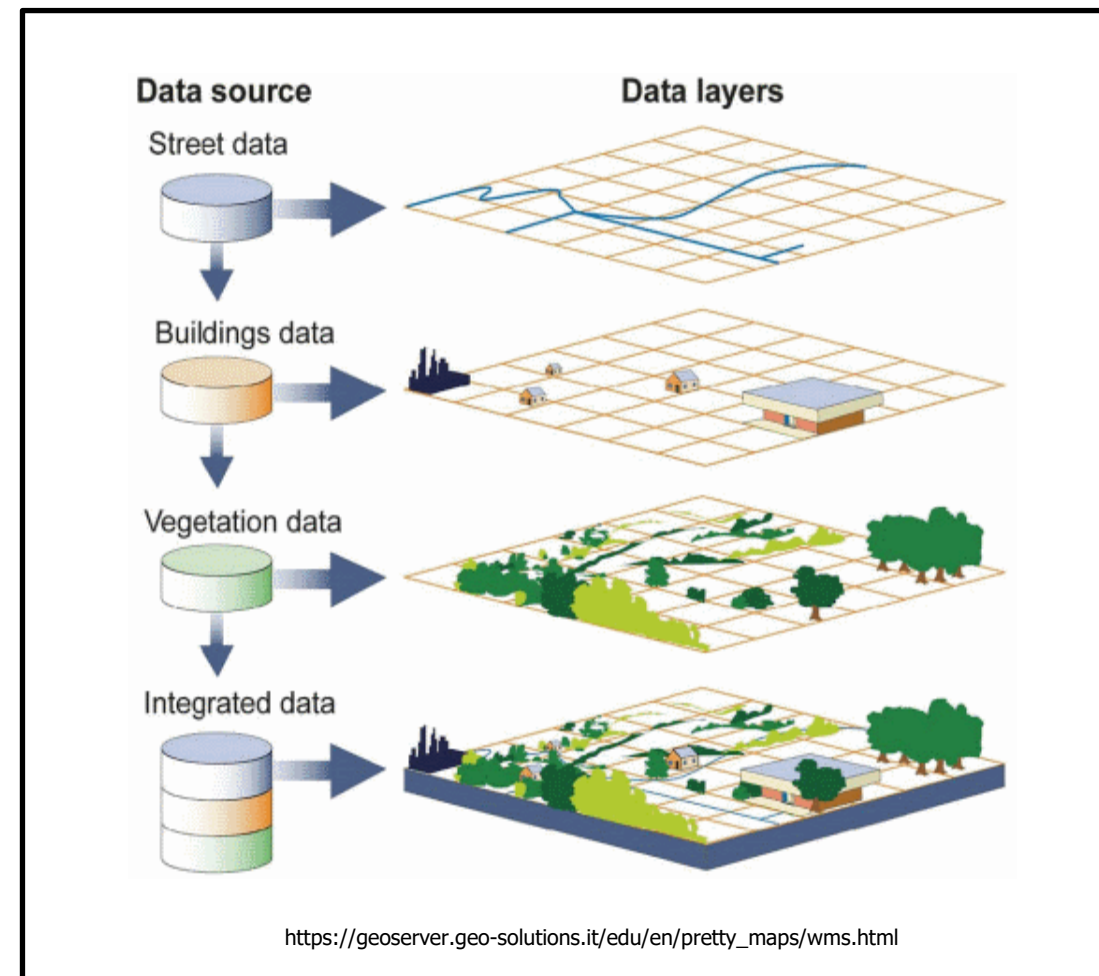 Data source
Data layers
Street data
Buildings data
Vegetation data
Integrated data
https://geoserver.geo-solutions.it/edu/en/pretty_maps/wms.html